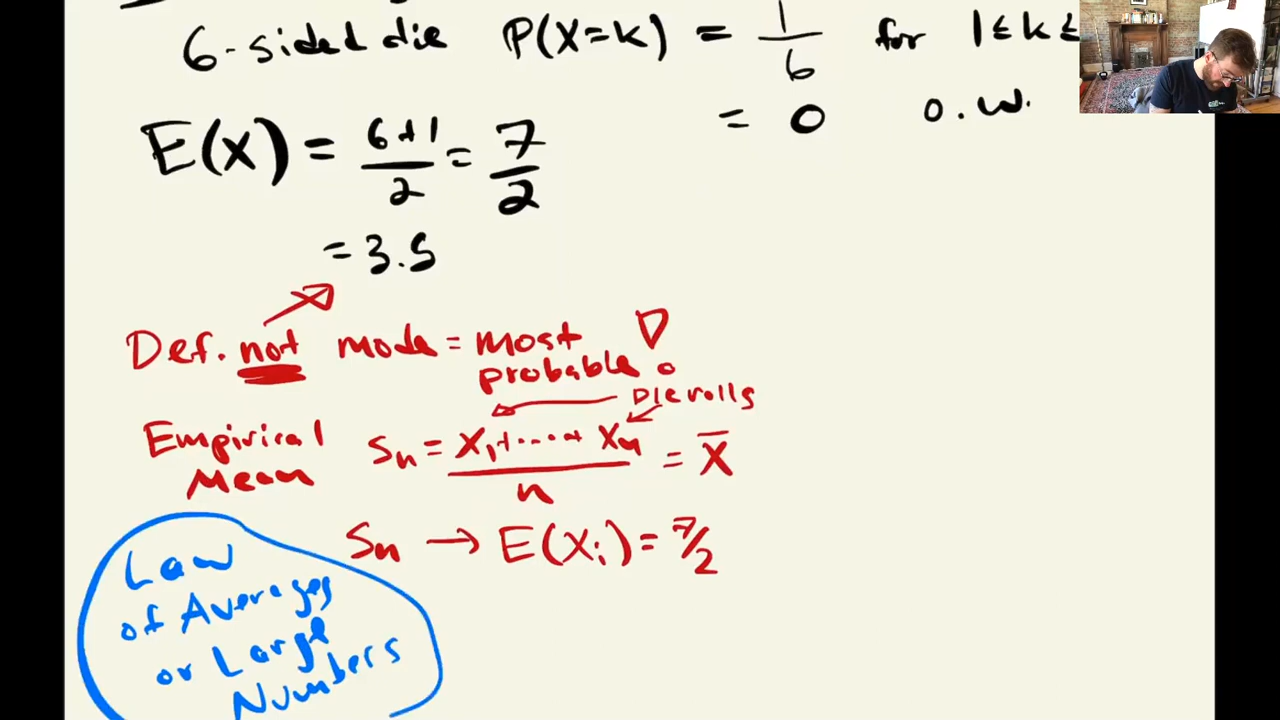 6-sided die P(X=k) = 1/6 for 1≤k≤
= 0 o.w.
E(X) = 6+1/2 = 7/2
= 3.5
Def. not mode = most probable !
Die rolls
Empirical Mean Sn = X1+....+Xn/n = X̄
Sn → E(Xi) = 7/2
Law
of Averages
or Large
Numbers